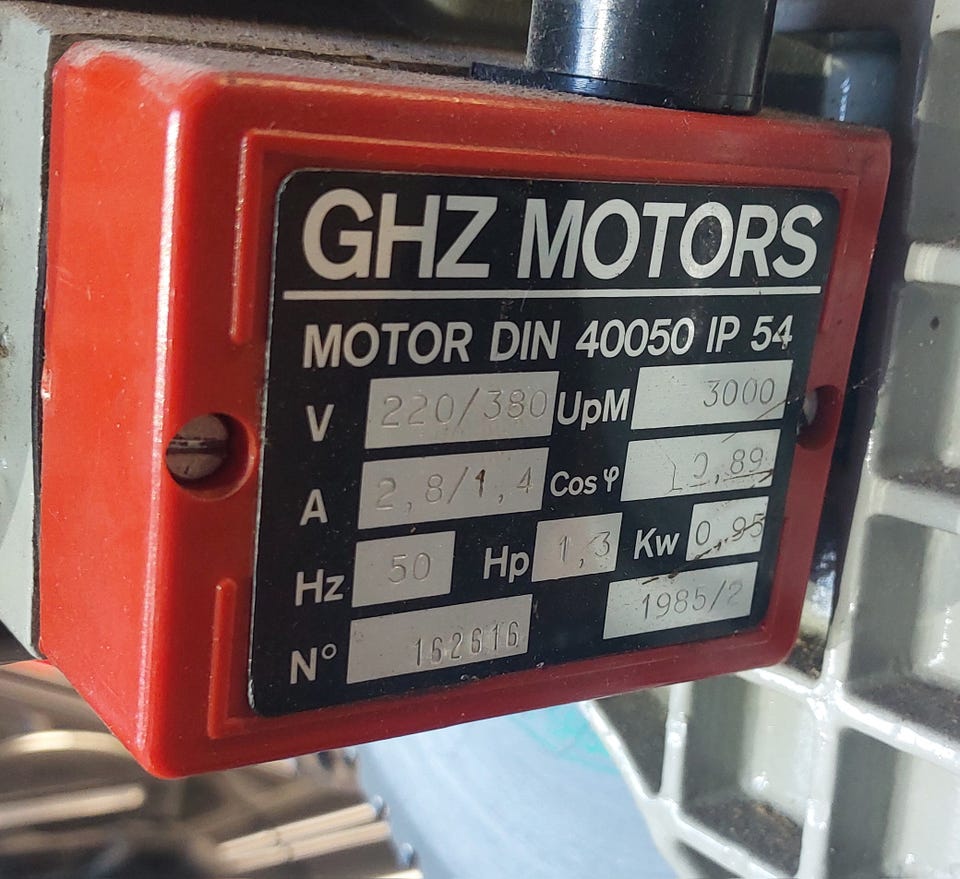 GHZ MOTORS
MOTOR DIN 40050 IP 54
V 220/380 UpM 3000
A 2,8/1,4 Cos φ 0,89
Hz 50 Hp 1,3 Kw 0,95
N° 162616 1985/2